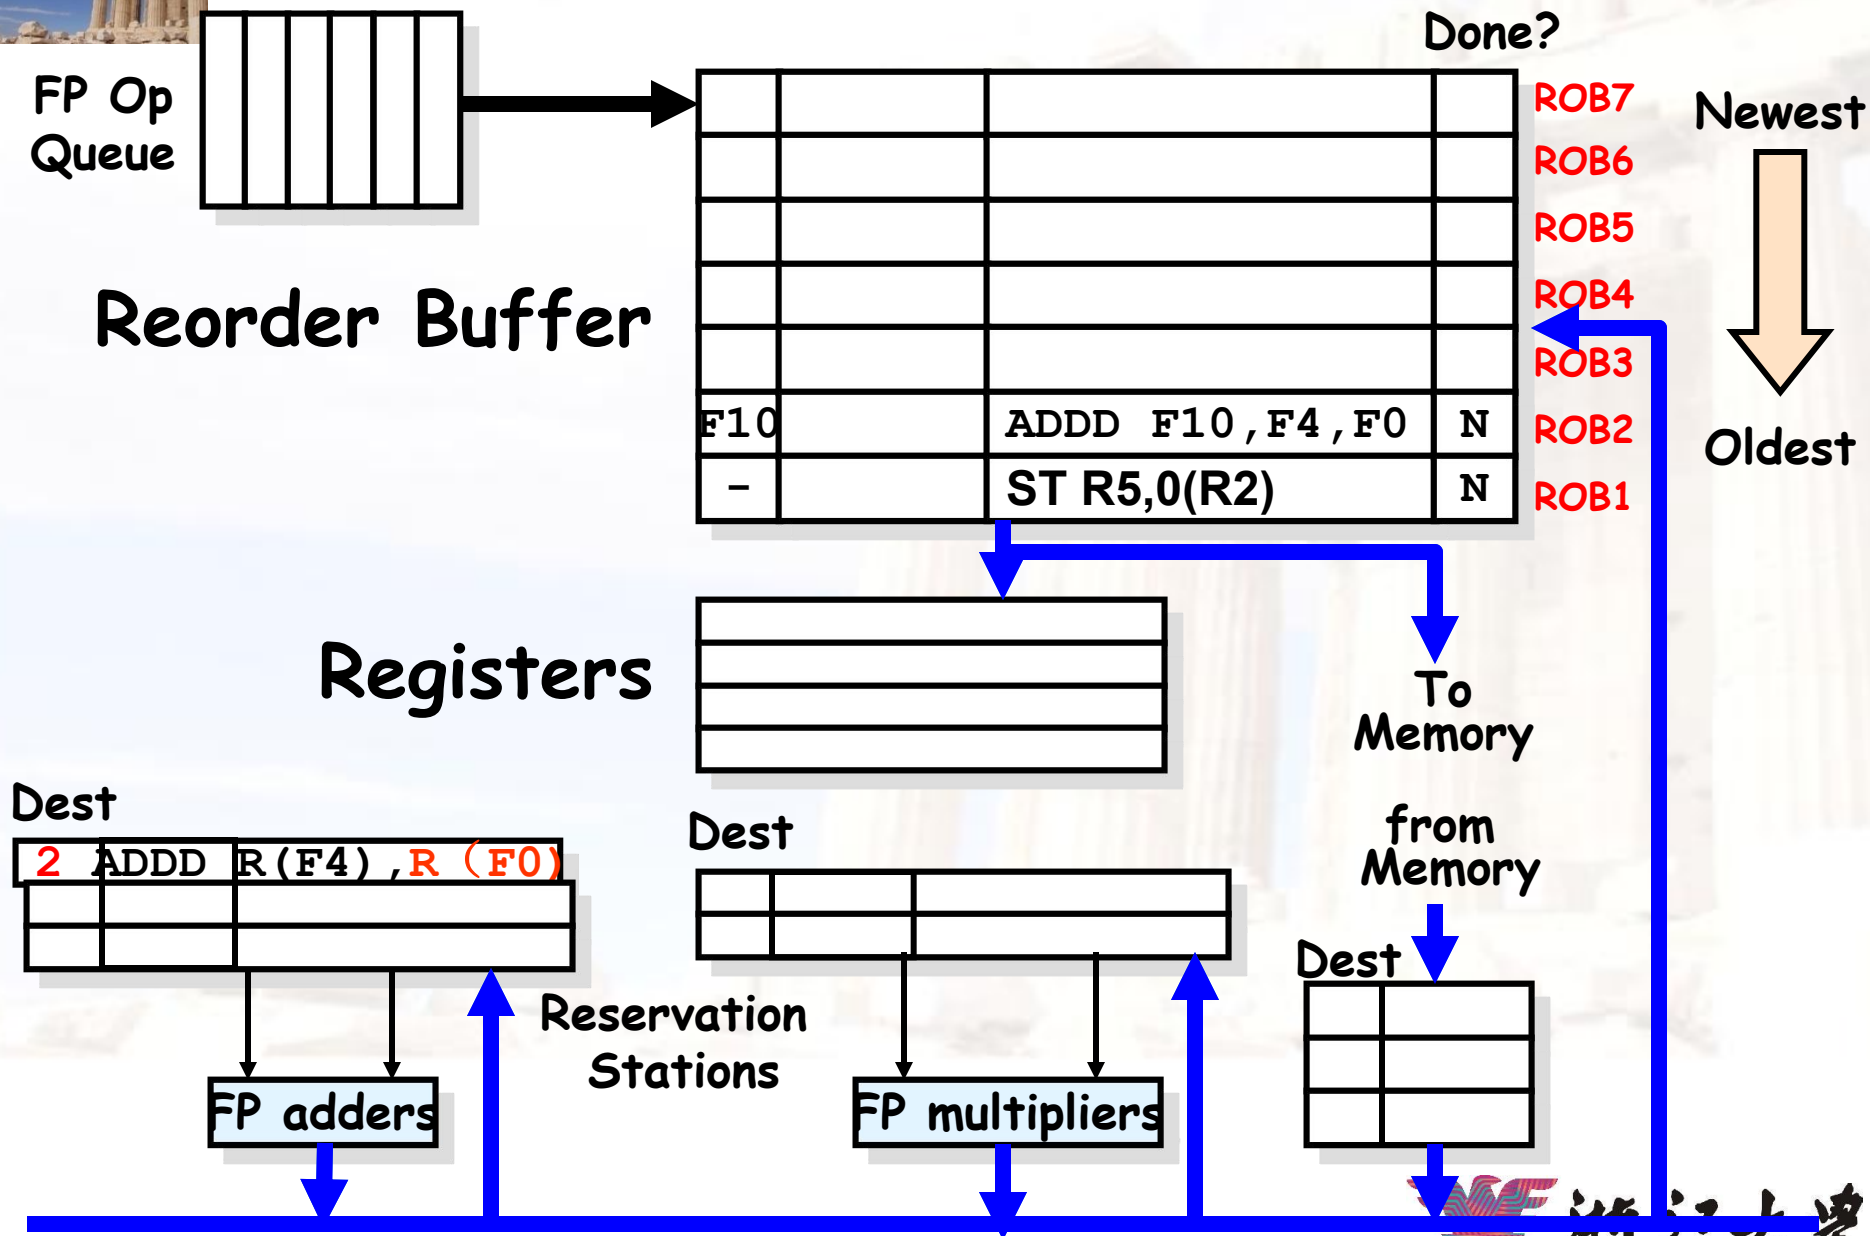 Done?
FP Op
Queue
ROB7
Newest
ROB6
ROB5
Reorder Buffer
ROB4
ROB3
F10 ADDD F10,F4,F0 N ROB2
Oldest
- ST R5,0(R2) N ROB1
Registers
To
Memory
from
Memory
Dest
2 ADDD R(F4),R（F0)
Dest
Dest
Reservation
Stations
FP adders
FP multipliers